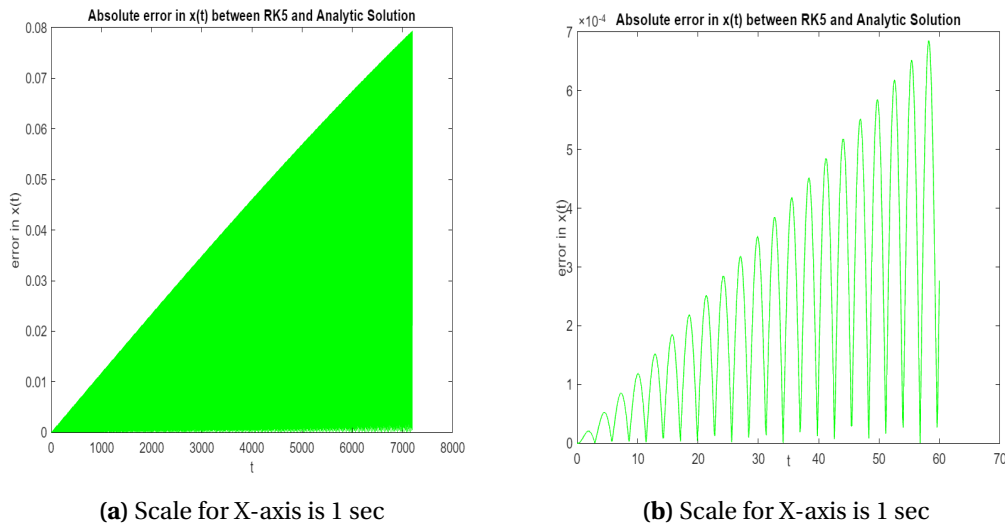 Absolute error in x(t) between RK5 and Analytic Solution
0.08
0.07
0.06
0.05
0.04
0.03
0.02
0.01
0
error in x(t)
0 1000 2000 3000 4000 5000 6000 7000 8000
t
(a) Scale for X-axis is 1 sec
Absolute error in x(t) between RK5 and Analytic Solution
×10⁻⁴
7
6
5
4
3
2
1
0
error in x(t)
0 10 20 30 40 50 60 70
t
(b) Scale for X-axis is 1 sec